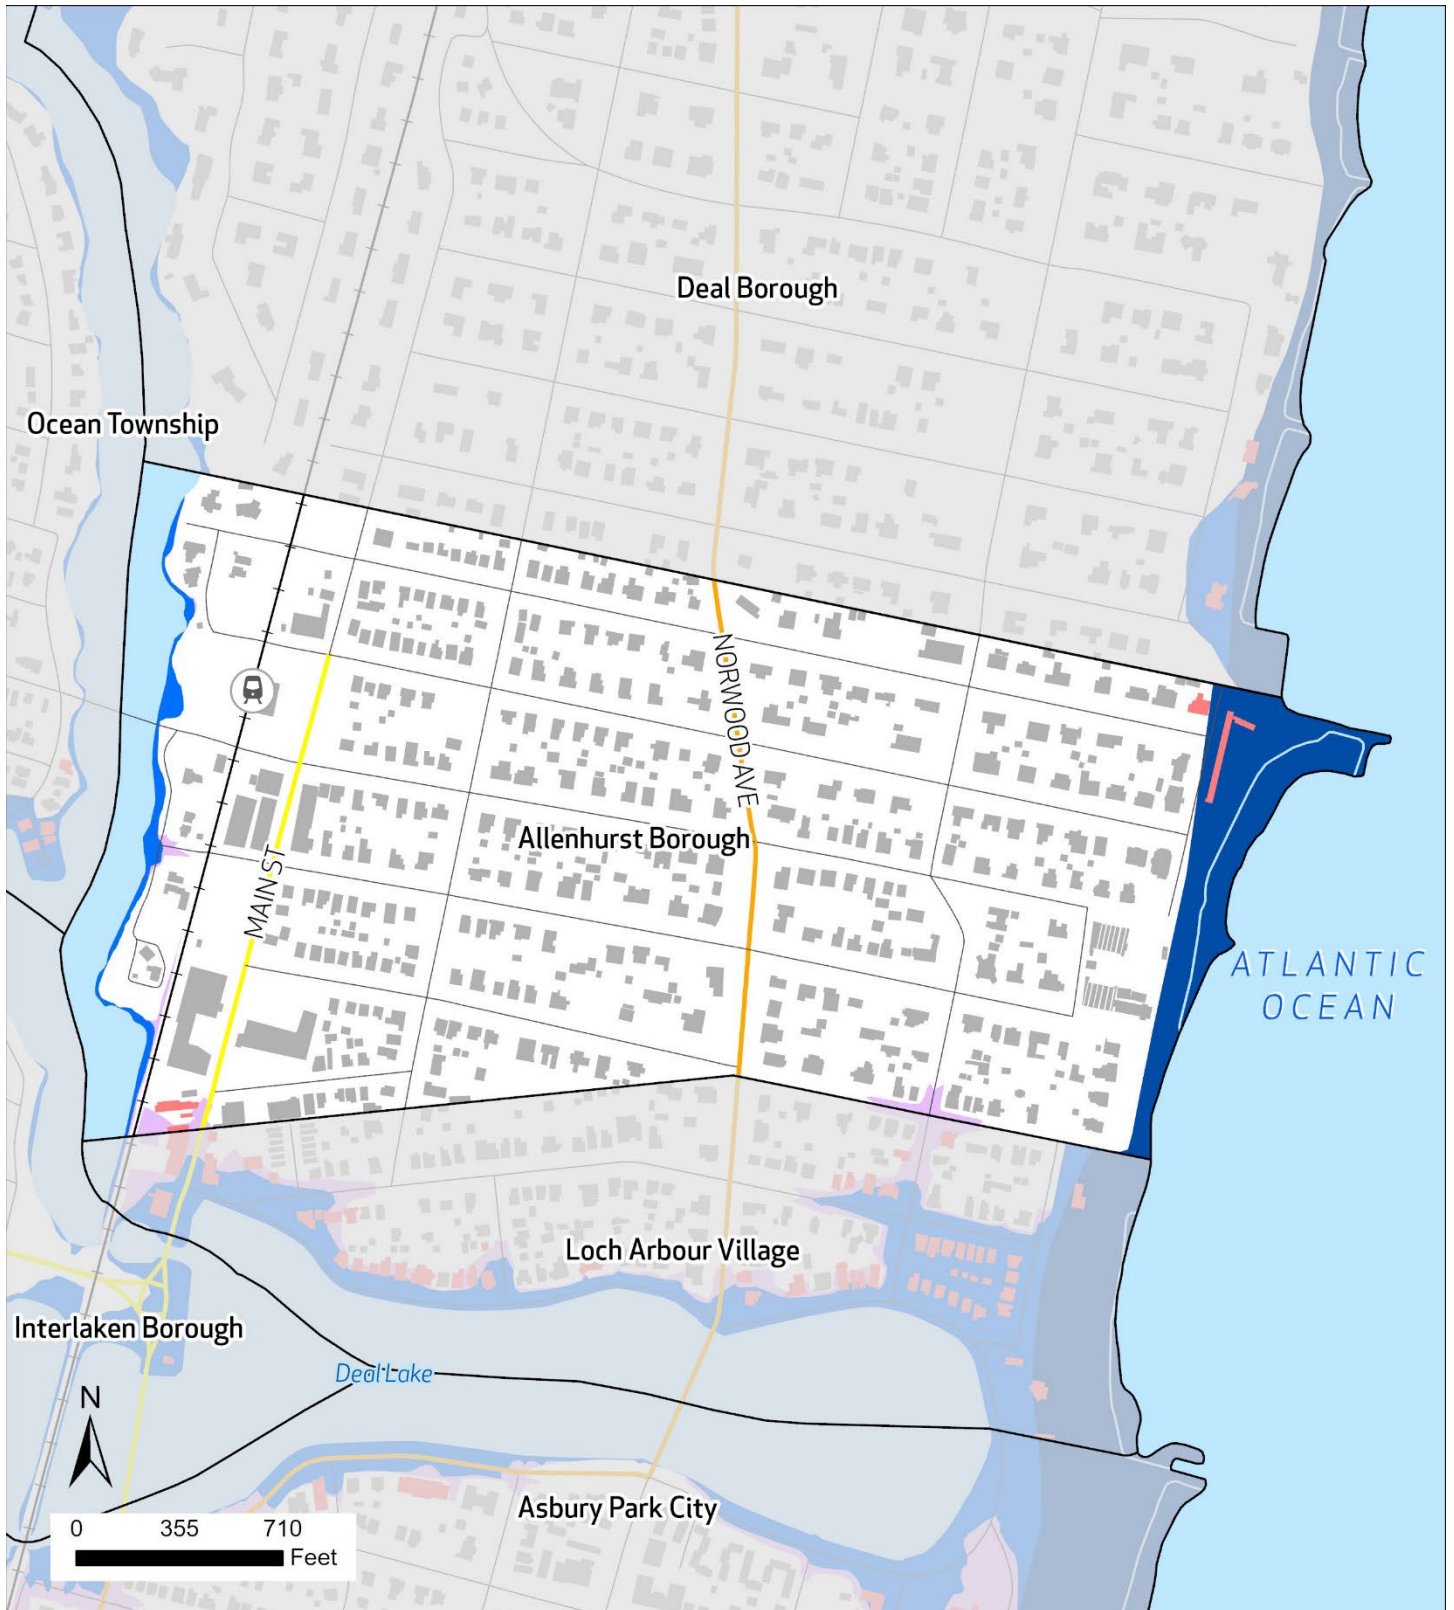 Deal Borough
Ocean Township
NORWOOD AVE
Allenhurst Borough
MAIN ST
ATLANTIC
OCEAN
Loch Arbour Village
Interlaken Borough
Deal Lake
N
Asbury Park City
0 355 710
Feet